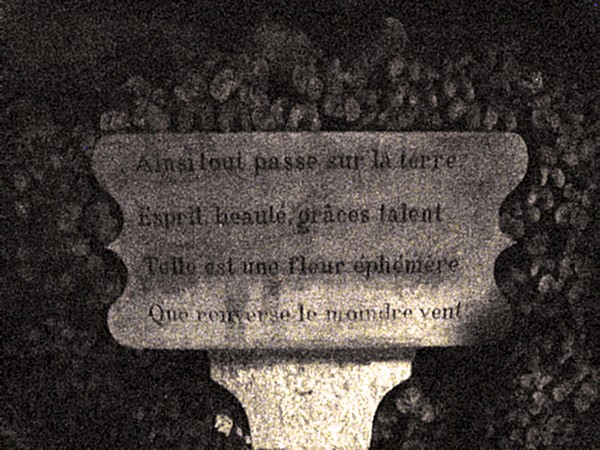 Ainsi tout passe sur la terre
Esprit, beauté, grâces talent
Telle est une fleur éphémère
Que renverse le moindre vent